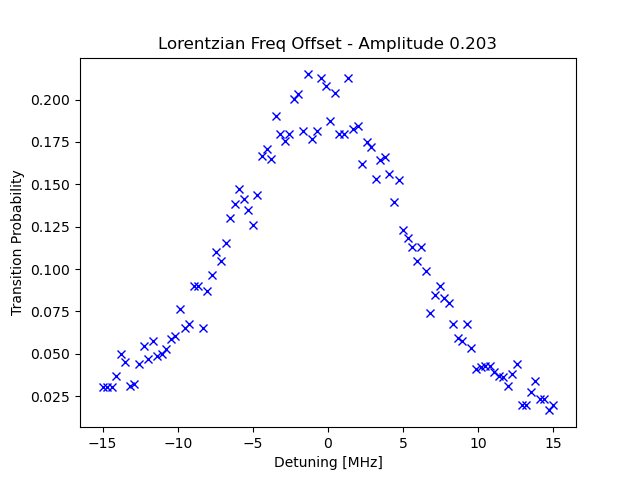 Lorentzian Freq Offset - Amplitude 0.203
0.200
0.175
0.150
0.125
0.100
0.075
0.050
0.025
Transition Probability
−15 −10 −5 0 5 10 15
Detuning [MHz]